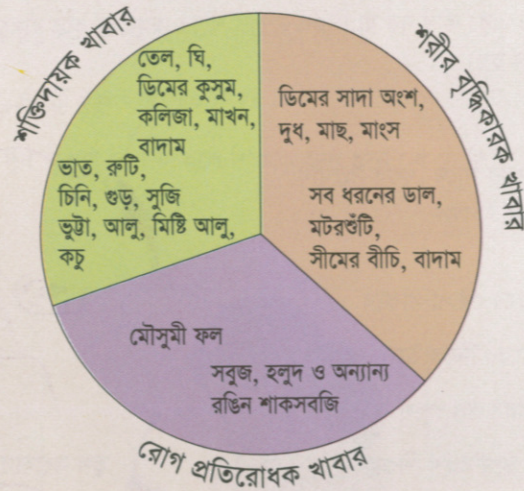 শক্তিদায়ক খাবার
তেল, ঘি,
ডিমের কুসুম,
কলিজা, মাখন,
বাদাম
ভাত, রুটি,
চিনি, গুড়, সুজি
ভুট্টা, আলু, মিষ্টি আলু,
কচু
শরীর বৃদ্ধিকারক খাবার
ডিমের সাদা অংশ,
দুধ, মাছ, মাংস
সব ধরনের ডাল,
মটরশুঁটি,
সীমের বীচি, বাদাম
মৌসুমী ফল
সবুজ, হলুদ ও অন্যান্য
রঙিন শাকসবজি
রোগ প্রতিরোধক খাবার